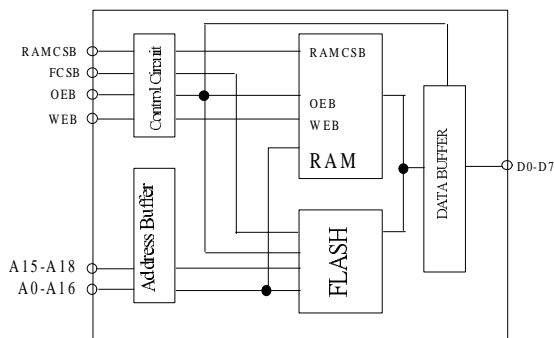 RAMCSB
FCSB
OEB
WEB
Control Circuit
RAMCSB
OEB
WEB
RAM
DATA BUFFER
D0-D7
Address Buffer
FLASH
A15-A18
A0-A16